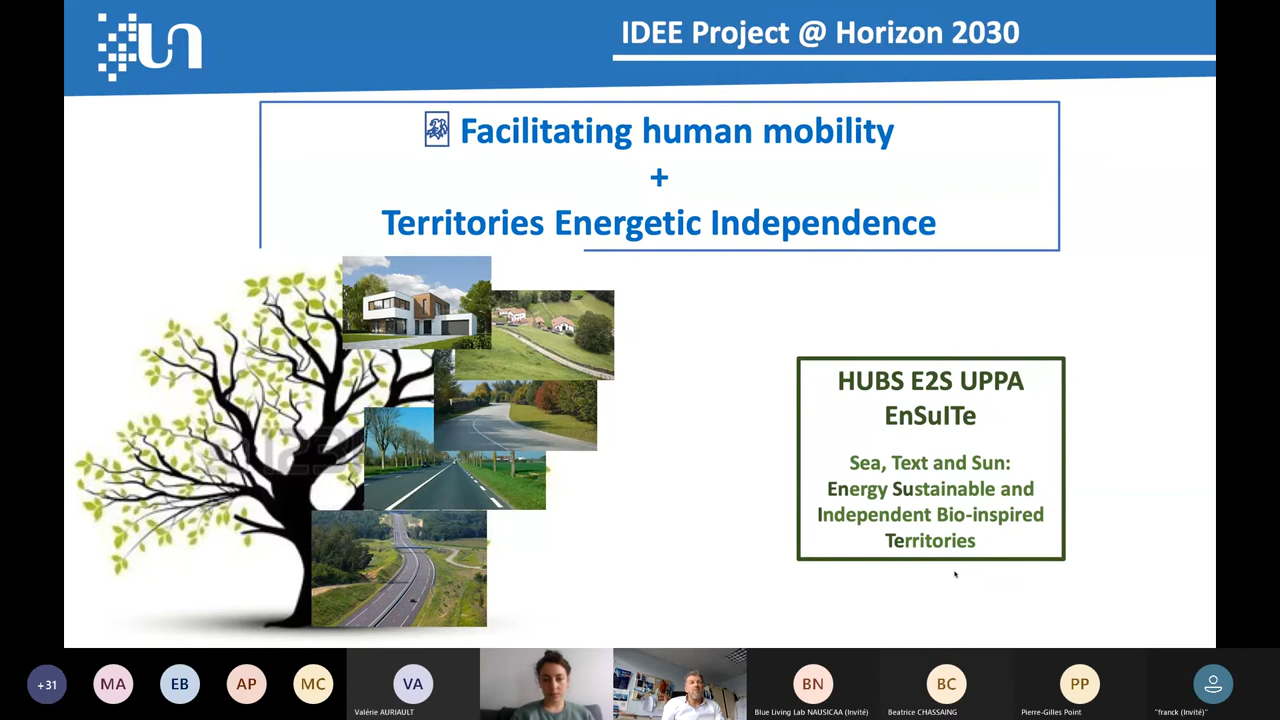 IDEE Project @ Horizon 2030
Facilitating human mobility
+
Territories Energetic Independence
HUBS E2S UPPA
EnSuITe
Sea, Text and Sun:
Energy Sustainable and
Independent Bio-inspired
Territories
+31
MA
EB
AP
MC
VA
Valérie AURIAULT
BN
Blue Living Lab NAUSICAA (Invité)
BC
Beatrice CHASSAING
PP
Pierre-Gilles Point
"franck (Invité)"